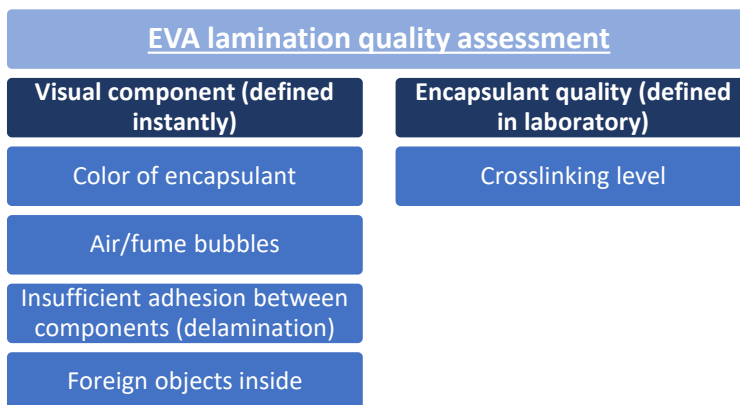 EVA lamination quality assessment
Visual component (defined
instantly)
Color of encapsulant
Air/fume bubbles
Insufficient adhesion between
components (delamination)
Foreign objects inside
Encapsulant quality (defined
in laboratory)
Crosslinking level